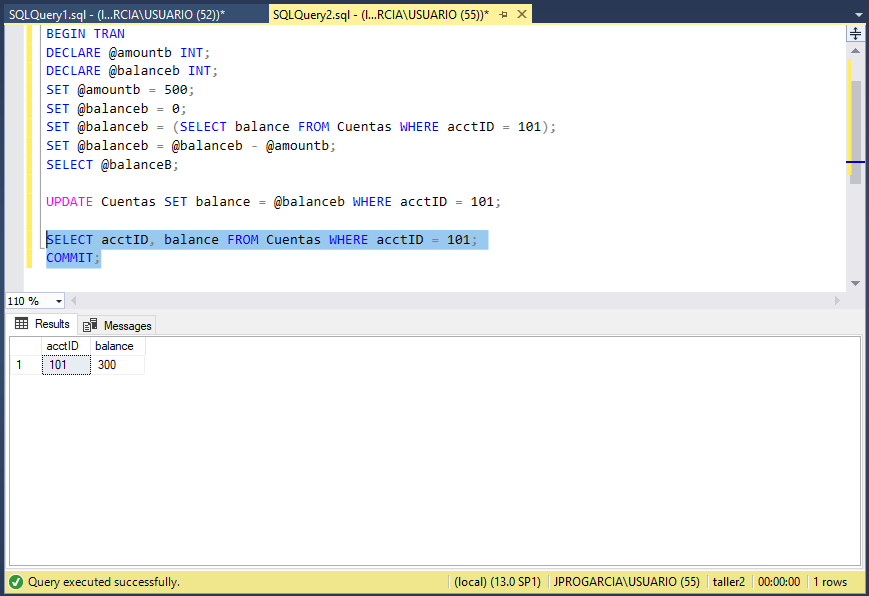 SQLQuery1.sql - (l...RCIA\USUARIO (52))* SQLQuery2.sql - (l...RCIA\USUARIO (55))*
BEGIN TRAN
DECLARE @amountb INT;
DECLARE @balanceb INT;
SET @amountb = 500;
SET @balanceb = 0;
SET @balanceb = (SELECT balance FROM Cuentas WHERE acctID = 101);
SET @balanceb = @balanceb - @amountb;
SELECT @balanceB;
UPDATE Cuentas SET balance = @balanceb WHERE acctID = 101;
SELECT acctID, balance FROM Cuentas WHERE acctID = 101;
COMMIT;
110 %
Results Messages
acctID balance
1 101 300
Query executed successfully. (local) (13.0 SP1) JPROGARCIA\USUARIO (55) taller2 00:00:00 1 rows